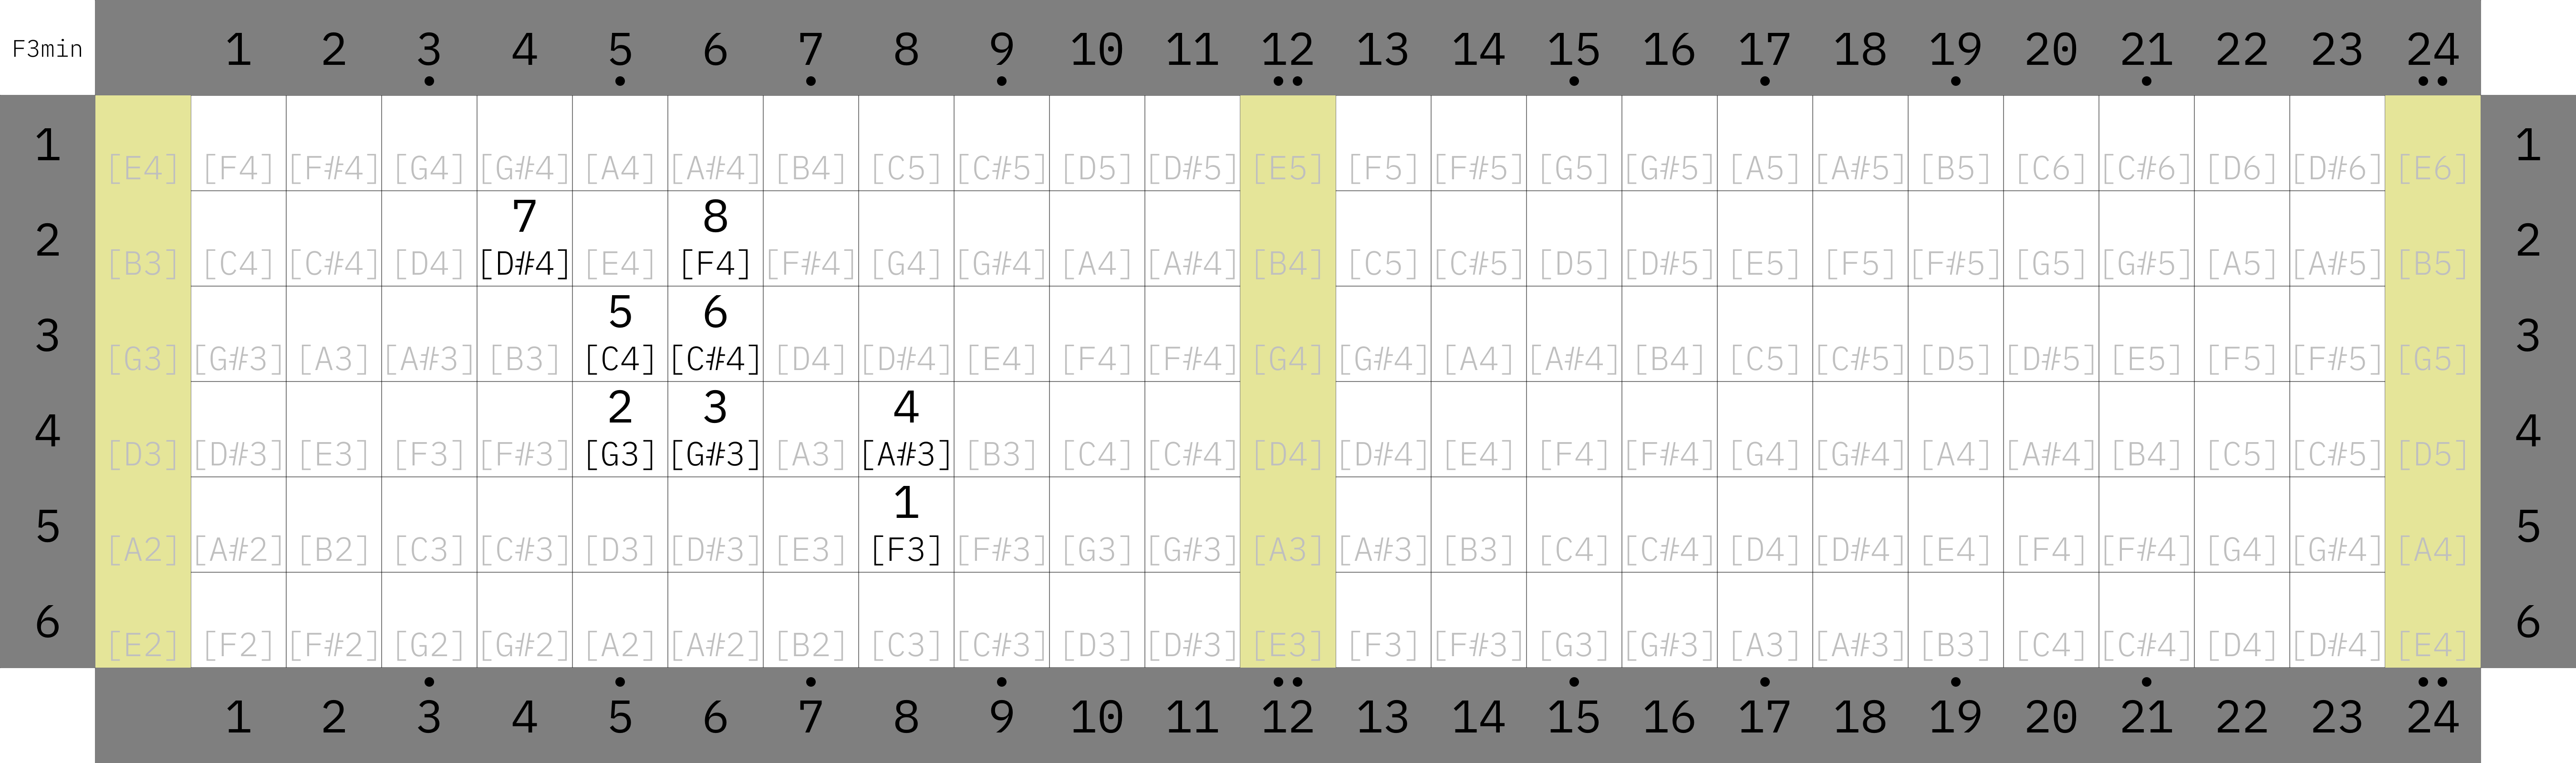 F3min 1 2 3 4 5 6 7 8 9 10 11 12 13 14 15 16 17 18 19 20 21 22 23 24
1 [E4] [F4] [F#4] [G4] [G#4] [A4] [A#4] [B4] [C5] [C#5] [D5] [D#5] [E5] [F5] [F#5] [G5] [G#5] [A5] [A#5] [B5] [C6] [C#6] [D6] [D#6] [E6] 1
7 8
2 [B3] [C4] [C#4] [D4] [D#4] [E4] [F4] [F#4] [G4] [G#4] [A4] [A#4] [B4] [C5] [C#5] [D5] [D#5] [E5] [F5] [F#5] [G5] [G#5] [A5] [A#5] [B5] 2
5 6
3 [G3] [G#3] [A3] [A#3] [B3] [C4] [C#4] [D4] [D#4] [E4] [F4] [F#4] [G4] [G#4] [A4] [A#4] [B4] [C5] [C#5] [D5] [D#5] [E5] [F5] [F#5] [G5] 3
2 3 4
4 [D3] [D#3] [E3] [F3] [F#3] [G3] [G#3] [A3] [A#3] [B3] [C4] [C#4] [D4] [D#4] [E4] [F4] [F#4] [G4] [G#4] [A4] [A#4] [B4] [C5] [C#5] [D5] 4
1
5 [A2] [A#2] [B2] [C3] [C#3] [D3] [D#3] [E3] [F3] [F#3] [G3] [G#3] [A3] [A#3] [B3] [C4] [C#4] [D4] [D#4] [E4] [F4] [F#4] [G4] [G#4] [A4] 5
6 [E2] [F2] [F#2] [G2] [G#2] [A2] [A#2] [B2] [C3] [C#3] [D3] [D#3] [E3] [F3] [F#3] [G3] [G#3] [A3] [A#3] [B3] [C4] [C#4] [D4] [D#4] [E4] 6
1 2 3 4 5 6 7 8 9 10 11 12 13 14 15 16 17 18 19 20 21 22 23 24